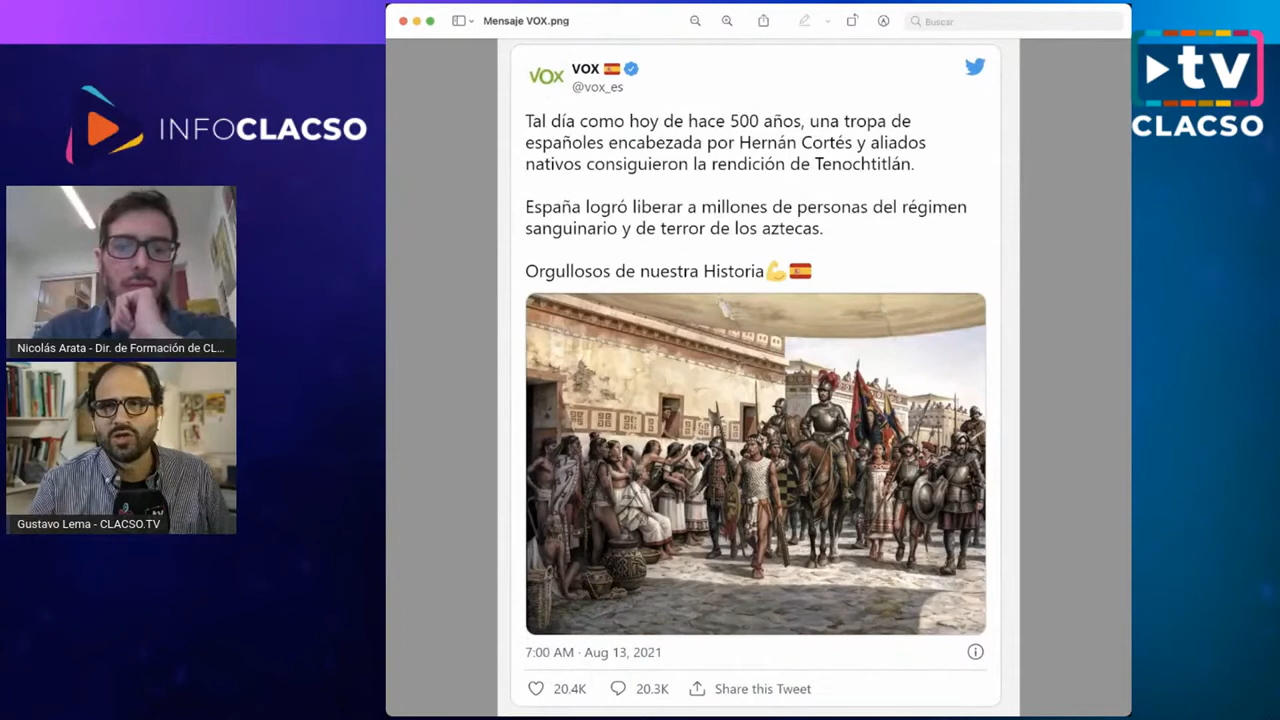 INFOCLACSO
Nicolás Arata - Dir. de Formación de CL...
Gustavo Lema - CLACSO.TV
Mensaje VOX.png
Buscar
VOX
VOX
@vox_es
Tal día como hoy de hace 500 años, una tropa de
españoles encabezada por Hernán Cortés y aliados
nativos consiguieron la rendición de Tenochtitlán.
España logró liberar a millones de personas del régimen
sanguinario y de terror de los aztecas.
Orgullosos de nuestra Historia💪🇪🇸
7:00 AM · Aug 13, 2021
20.4K
20.3K
Share this Tweet
tv
CLACSO